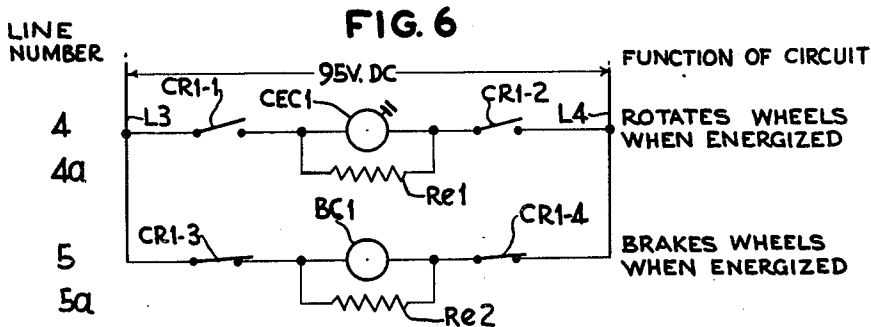 FIG. 6
LINE
NUMBER
FUNCTION OF CIRCUIT
95V. DC
CR1-1
CEC1
CR1-2
4
L3
L4
ROTATES WHEELS
WHEN ENERGIZED
4a
Re1
BC1
CR1-3
CR1-4
5
BRAKES WHEELS
WHEN ENERGIZED
5a
Re2